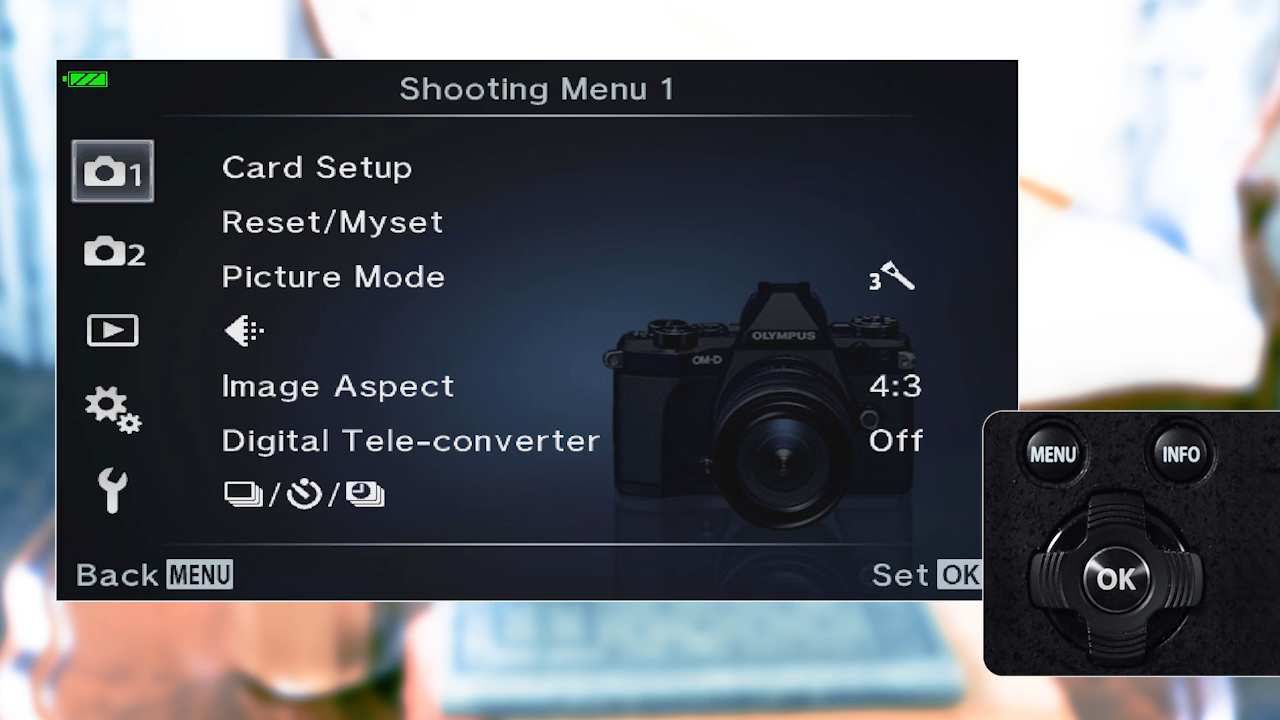 Shooting Menu 1
1
Card Setup
Reset/Myset
2
Picture Mode
3
OLYMPUS
OM-D
Image Aspect 4:3
Digital Tele-converter Off
/ /
Back MENU
Set OK
MENU INFO
OK